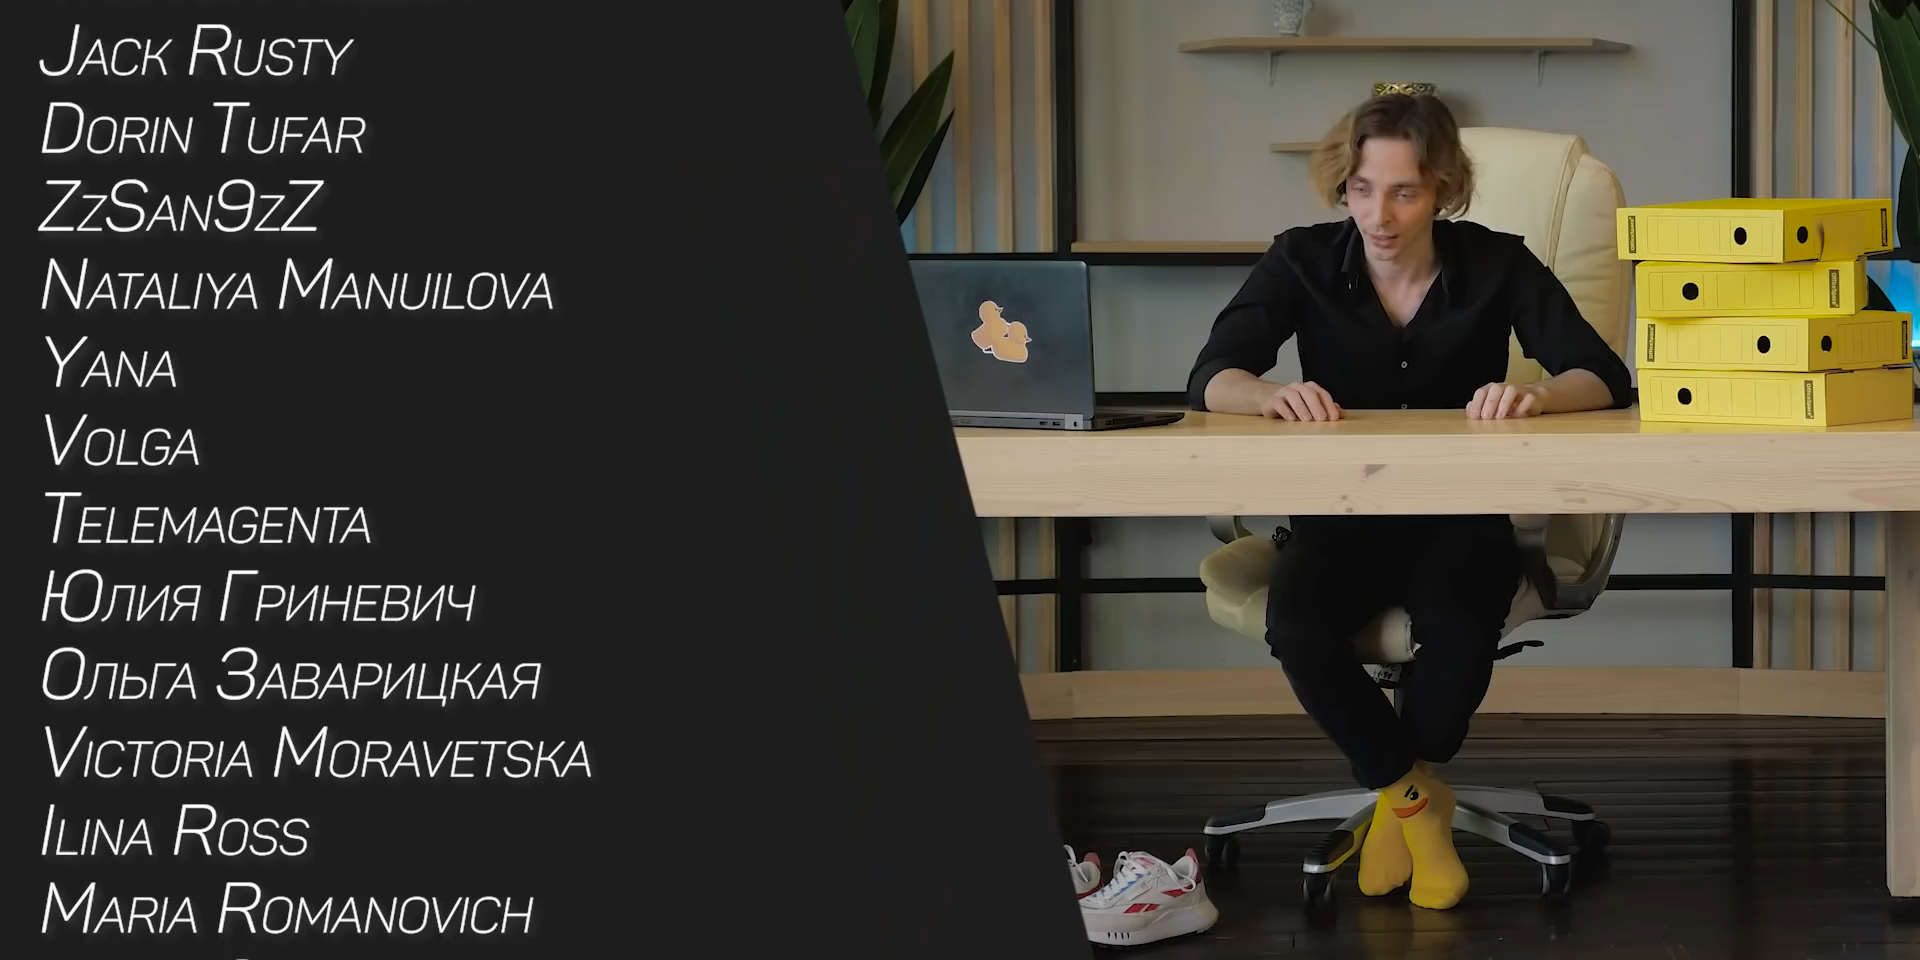 Jack Rusty
Dorin Tufar
ZzSan9zZ
Nataliya Manuilova
Yana
Volga
Telemagenta
Юлия Гриневич
Ольга Заварицкая
Victoria Moravetska
Ilina Ross
Maria Romanovich